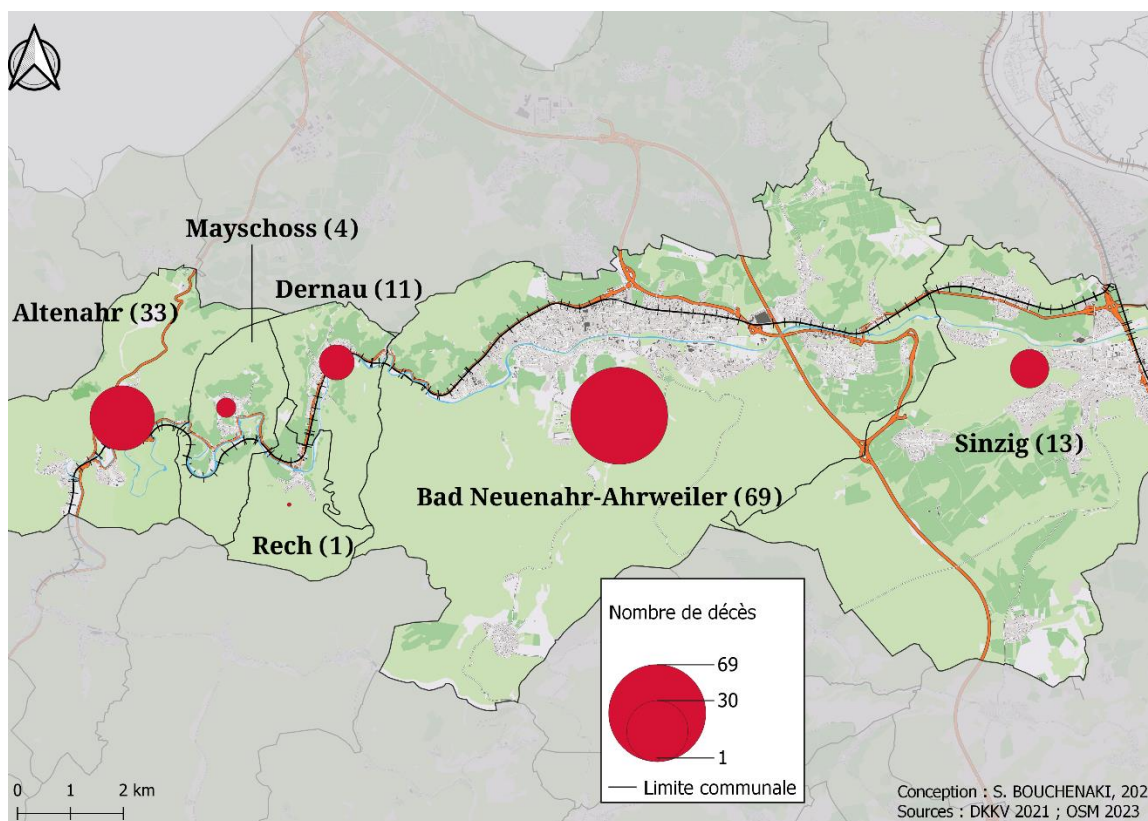 Mayschoss (4)
Dernau (11)
Altenahr (33)
Sinzig (13)
Bad Neuenahr-Ahrweiler (69)
Rech (1)
Nombre de décès
69
30
1
Limite communale
0 1 2 km
Conception : S. BOUCHENAKI, 202
Sources : DKKV 2021 ; OSM 2023